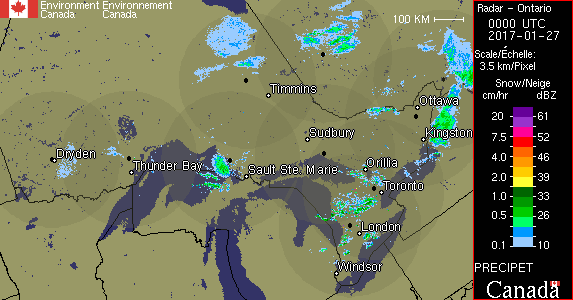 Environment Environnement
Canada Canada
100 KM
Radar - Ontario
0000 UTC
2017-01-27
Scale/Échelle:
3.5 km/Pixel
Snow/Neige
cm/hr dBZ
20 61
7.5 52
4.0 46
2.0 39
1.0 33
0.5 26
0.1 10
PRECIPET
Canada
Timmins
Ottawa
Sudbury
Kingston
Dryden
Thunder Bay
Sault Ste. Marie
Orillia
Toronto
London
Windsor